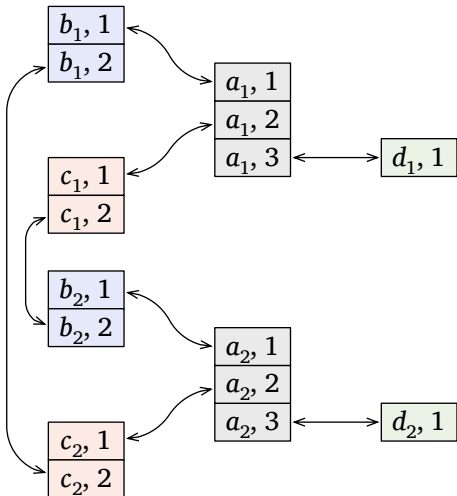 b₁, 1
b₁, 2
a₁, 1
a₁, 2
a₁, 3
d₁, 1
c₁, 1
c₁, 2
b₂, 1
b₂, 2
a₂, 1
a₂, 2
a₂, 3
d₂, 1
c₂, 1
c₂, 2